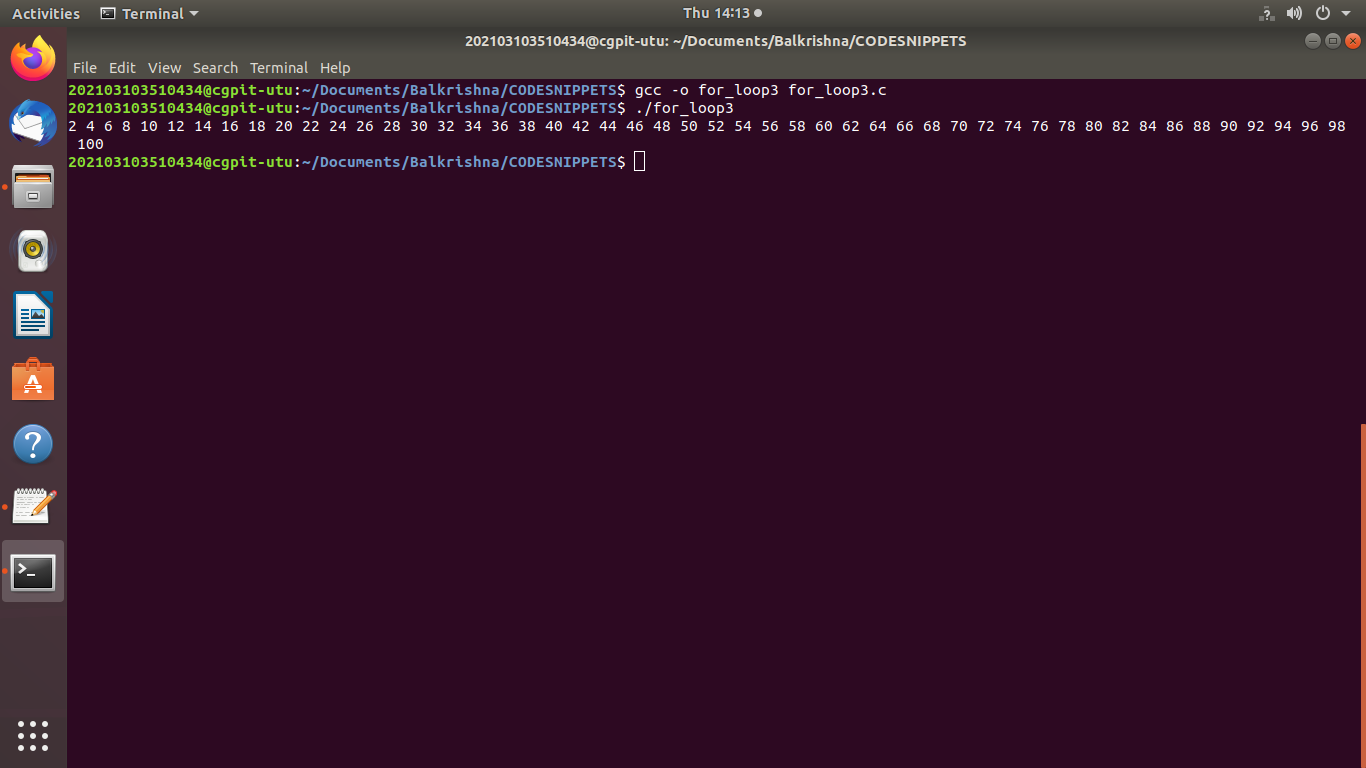 Activities Terminal Thu 14:13
202103103510434@cgpit-utu: ~/Documents/Balkrishna/CODESNIPPETS
File Edit View Search Terminal Help
202103103510434@cgpit-utu:~/Documents/Balkrishna/CODESNIPPETS$ gcc -o for_loop3 for_loop3.c
202103103510434@cgpit-utu:~/Documents/Balkrishna/CODESNIPPETS$ ./for_loop3
2 4 6 8 10 12 14 16 18 20 22 24 26 28 30 32 34 36 38 40 42 44 46 48 50 52 54 56 58 60 62 64 66 68 70 72 74 76 78 80 82 84 86 88 90 92 94 96 98
100
202103103510434@cgpit-utu:~/Documents/Balkrishna/CODESNIPPETS$